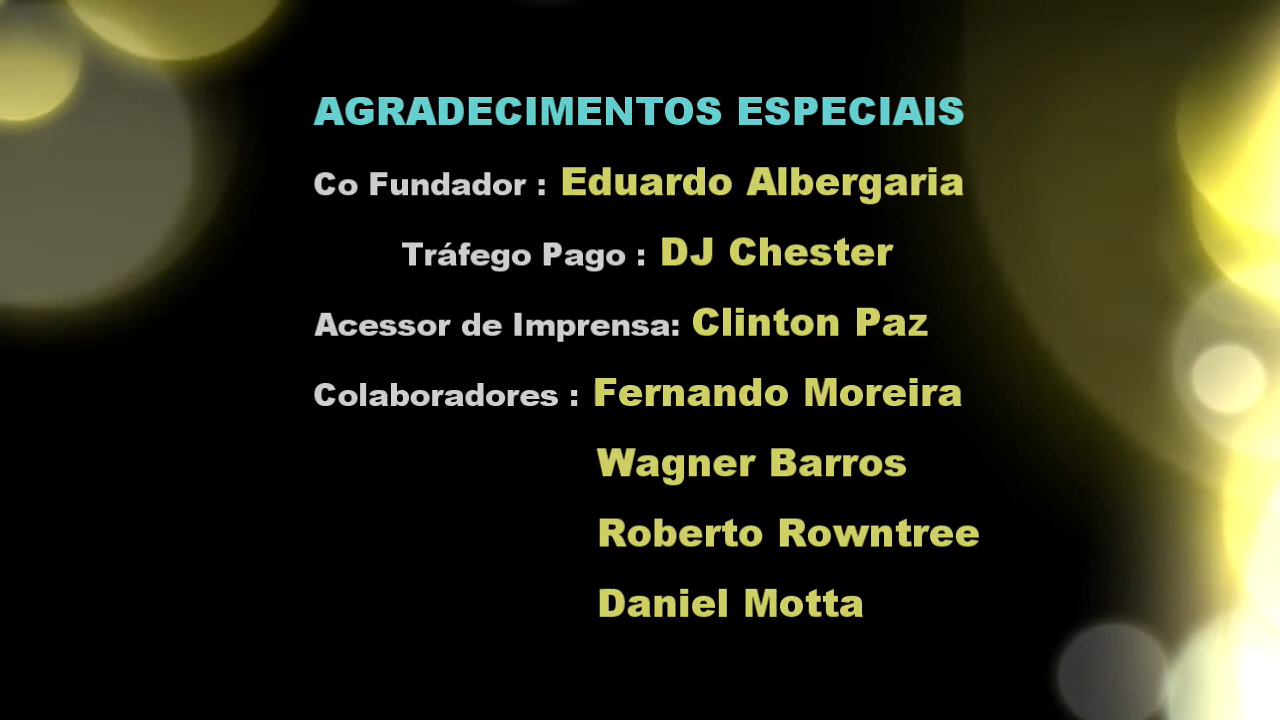 AGRADECIMENTOS ESPECIAIS
Co Fundador : Eduardo Albergaria
Tráfego Pago : DJ Chester
Acessor de Imprensa: Clinton Paz
Colaboradores : Fernando Moreira
Wagner Barros
Roberto Rowntree
Daniel Motta